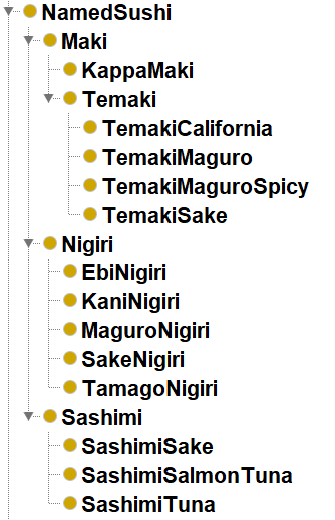 NamedSushi
Maki
KappaMaki
Temaki
TemakiCalifornia
TemakiMaguro
TemakiMaguroSpicy
TemakiSake
Nigiri
EbiNigiri
KaniNigiri
MaguroNigiri
SakeNigiri
TamagoNigiri
Sashimi
SashimiSake
SashimiSalmonTuna
SashimiTuna